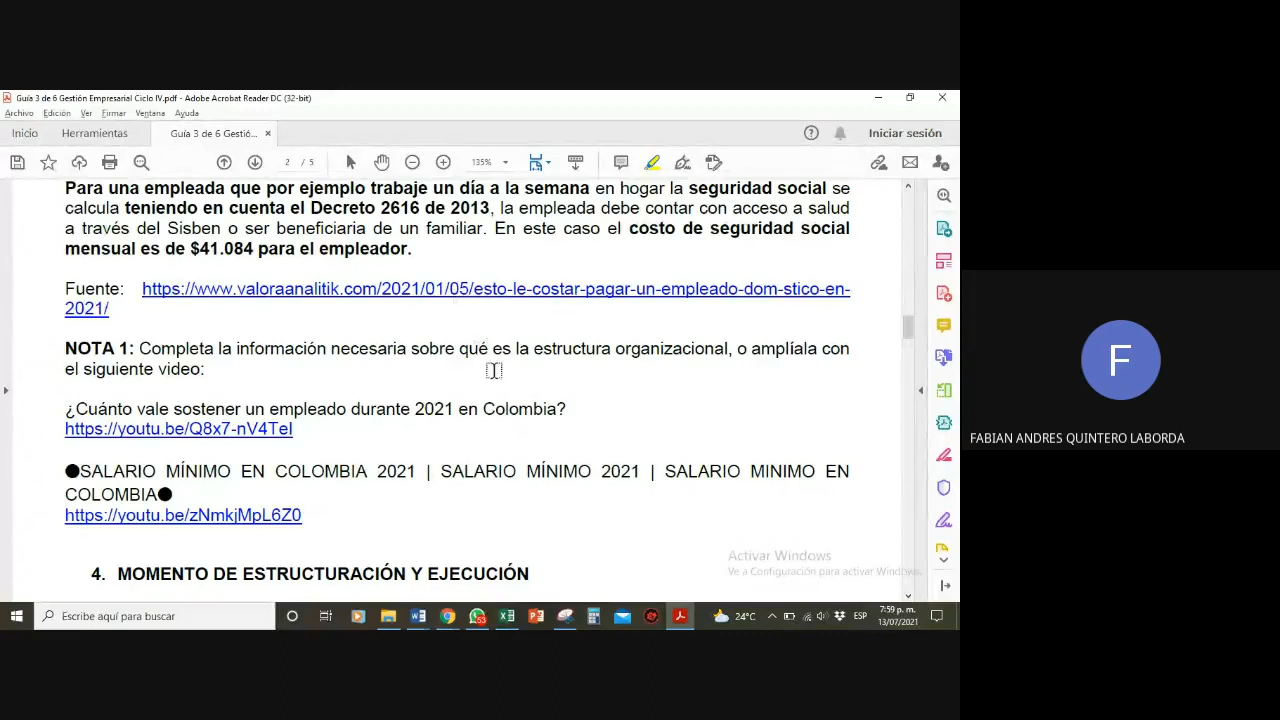 Guía 3 de 6 Gestión Empresarial Ciclo IV.pdf - Adobe Acrobat Reader DC (32-bit)
Archivo Edición Ver Firmar Ventana Ayuda
Inicio Herramientas Guía 3 de 6 Gestió... × Iniciar sesión
2 / 5 135%
Para una empleada que por ejemplo trabaje un día a la semana en hogar la seguridad social se
calcula teniendo en cuenta el Decreto 2616 de 2013, la empleada debe contar con acceso a salud
a través del Sisben o ser beneficiaria de un familiar. En este caso el costo de seguridad social
mensual es de $41.084 para el empleador.
Fuente: https://www.valoraanalitik.com/2021/01/05/esto-le-costar-pagar-un-empleado-dom-stico-en-
2021/
NOTA 1: Completa la información necesaria sobre qué es la estructura organizacional, o amplíala con
el siguiente video:
¿Cuánto vale sostener un empleado durante 2021 en Colombia?
https://youtu.be/Q8x7-nV4TeI
●SALARIO MÍNIMO EN COLOMBIA 2021 | SALARIO MÍNIMO 2021 | SALARIO MINIMO EN
COLOMBIA●
https://youtu.be/zNmkjMpL6Z0
4. MOMENTO DE ESTRUCTURACIÓN Y EJECUCIÓN
Activar Windows
Ve a Configuración para activar Windows.
Escribe aquí para buscar
53
24°C
ESP
7:59 p. m.
13/07/2021
F
FABIAN ANDRES QUINTERO LABORDA